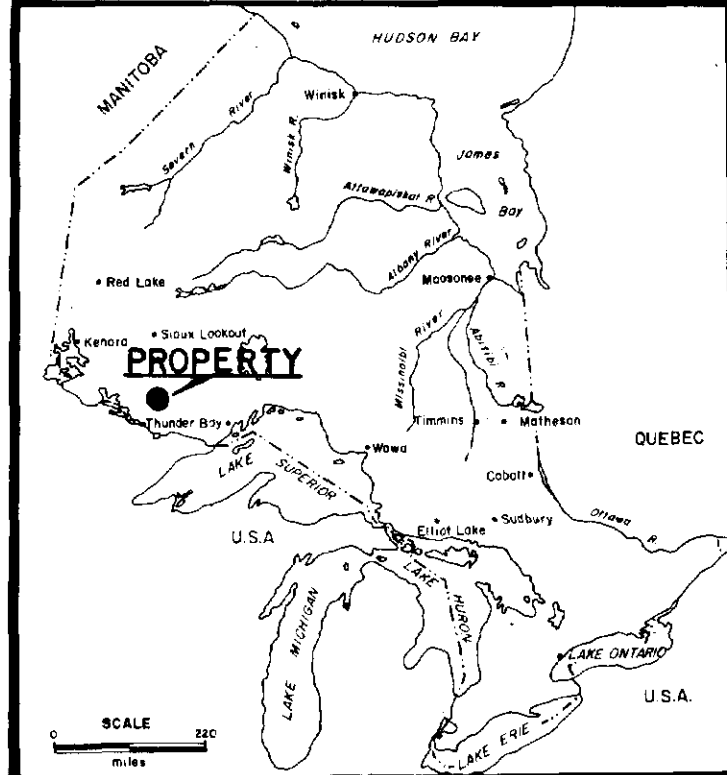 HUDSON BAY
MANITOBA
Winisk
Severn River
Winisk R.
James
Bay
Attawapiskat R
Albany River
Moosonee
Red Lake
Kenora
Sioux Lookout
PROPERTY
Missinaibi River
Abitibi R
Thunder Bay
Timmins
Matheson
QUEBEC
Wawa
LAKE SUPERIOR
Cobalt
U.S.A
Elliot Lake
Sudbury
Ottawa R.
LAKE HURON
LAKE MICHIGAN
LAKE ONTARIO
U.S.A.
LAKE ERIE
SCALE
0 220
miles